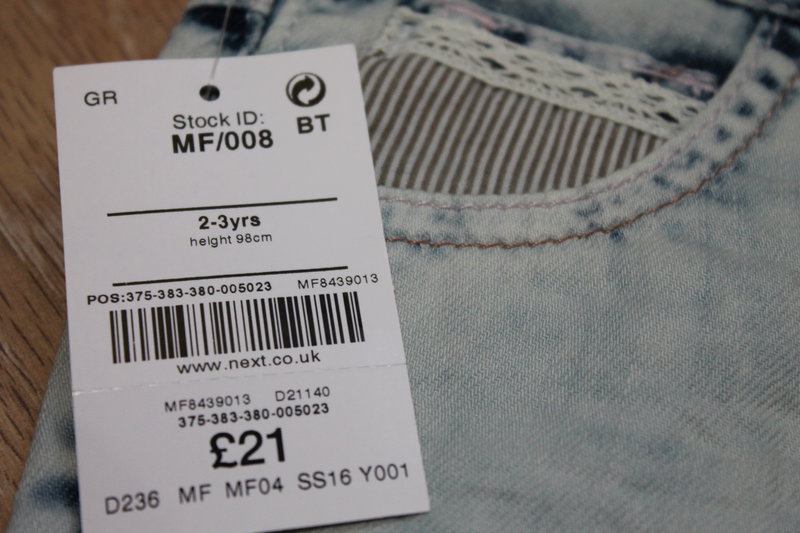 GR
Stock ID:
MF/008
BT
2-3yrs
height 98cm
POS:375-383-380-005023 MF8439013
www.next.co.uk
MF8439013 D21140
375-383-380-005023
£21
D236 MF MF04 SS16 Y001